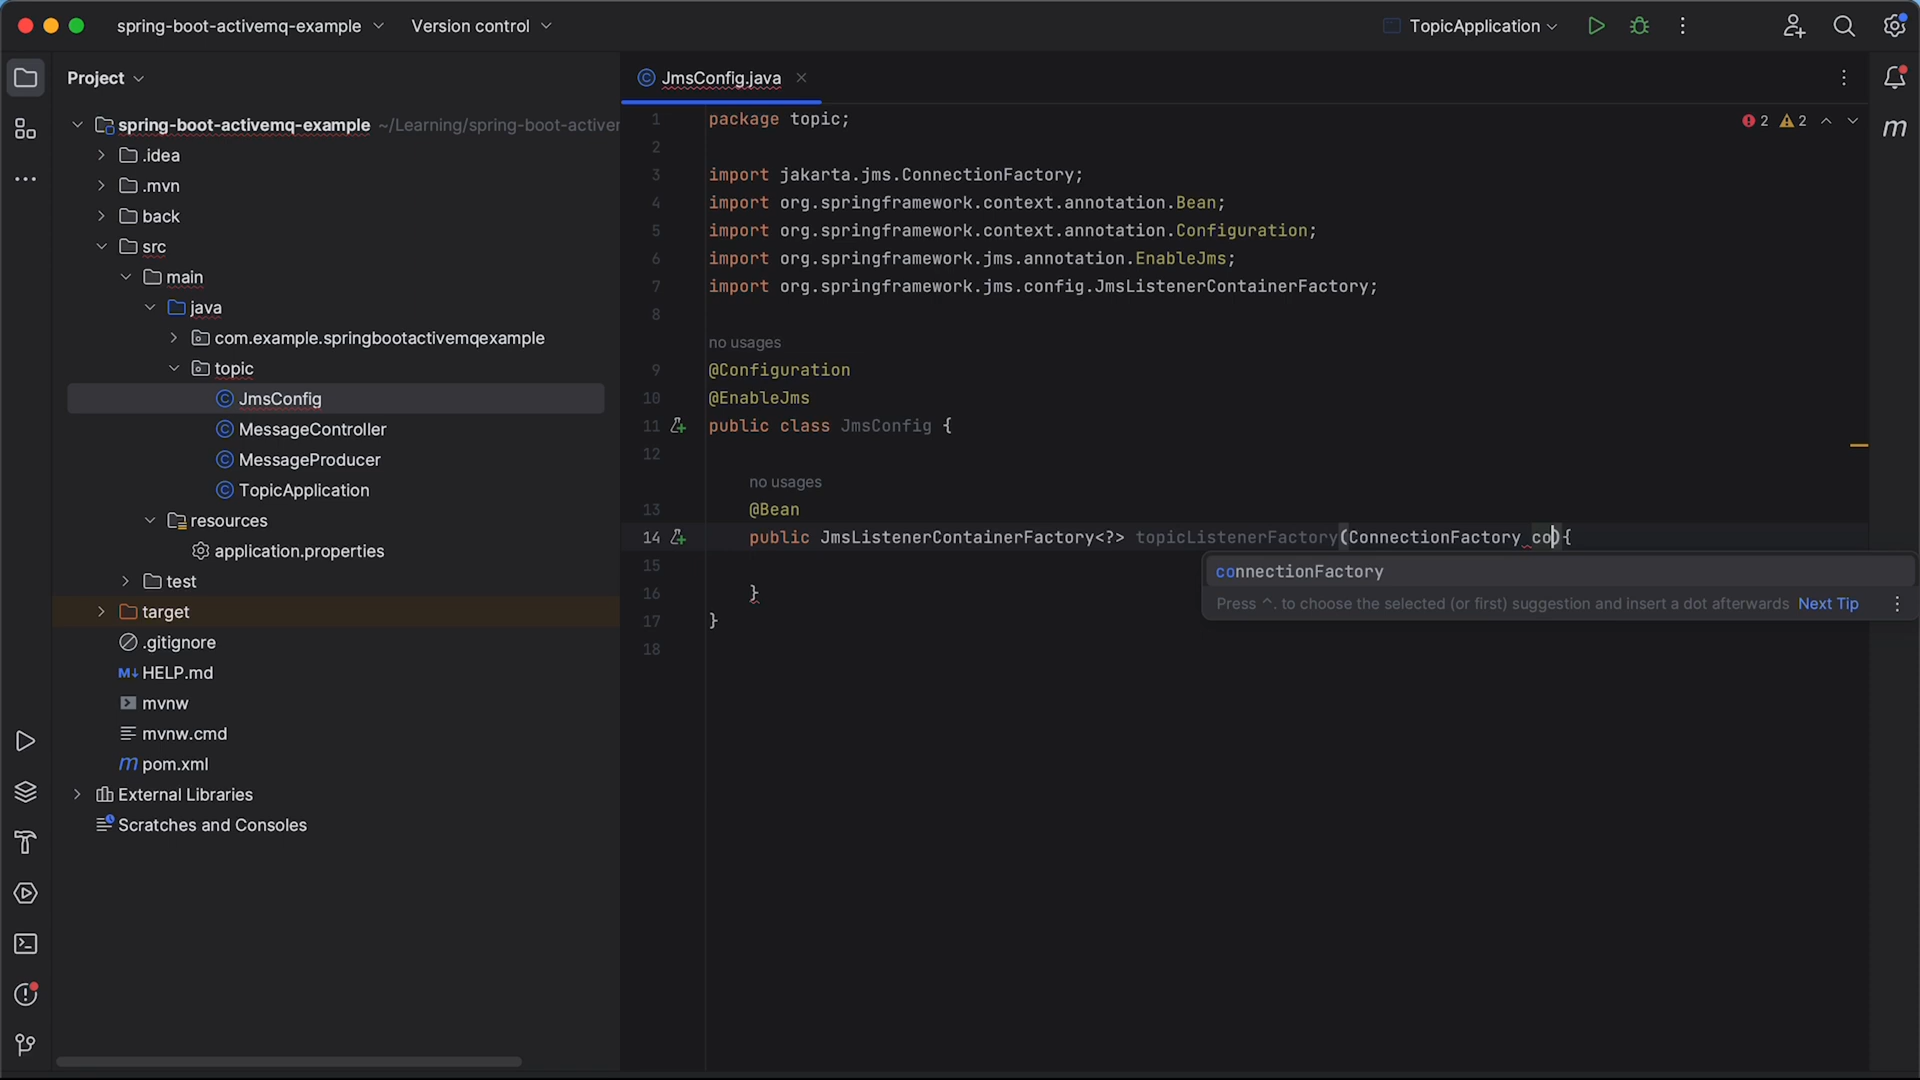 spring-boot-activemq-example
Version control
TopicApplication
Project
JmsConfig.java
spring-boot-activemq-example ~/Learning/spring-boot-activer
.idea
.mvn
back
src
main
java
com.example.springbootactivemqexample
topic
JmsConfig
MessageController
MessageProducer
TopicApplication
resources
application.properties
test
target
.gitignore
M↓ HELP.md
mvnw
mvnw.cmd
m pom.xml
External Libraries
Scratches and Consoles
2 2
m
1 package topic;
2
3 import jakarta.jms.ConnectionFactory;
4 import org.springframework.context.annotation.Bean;
5 import org.springframework.context.annotation.Configuration;
6 import org.springframework.jms.annotation.EnableJms;
7 import org.springframework.jms.config.JmsListenerContainerFactory;
8
no usages
9 @Configuration
10 @EnableJms
11 public class JmsConfig {
12
no usages
13 @Bean
14 public JmsListenerContainerFactory<?> topicListenerFactory(ConnectionFactory co){
15
connectionFactory
16 }
Press ^. to choose the selected (or first) suggestion and insert a dot afterwards Next Tip
17 }
18